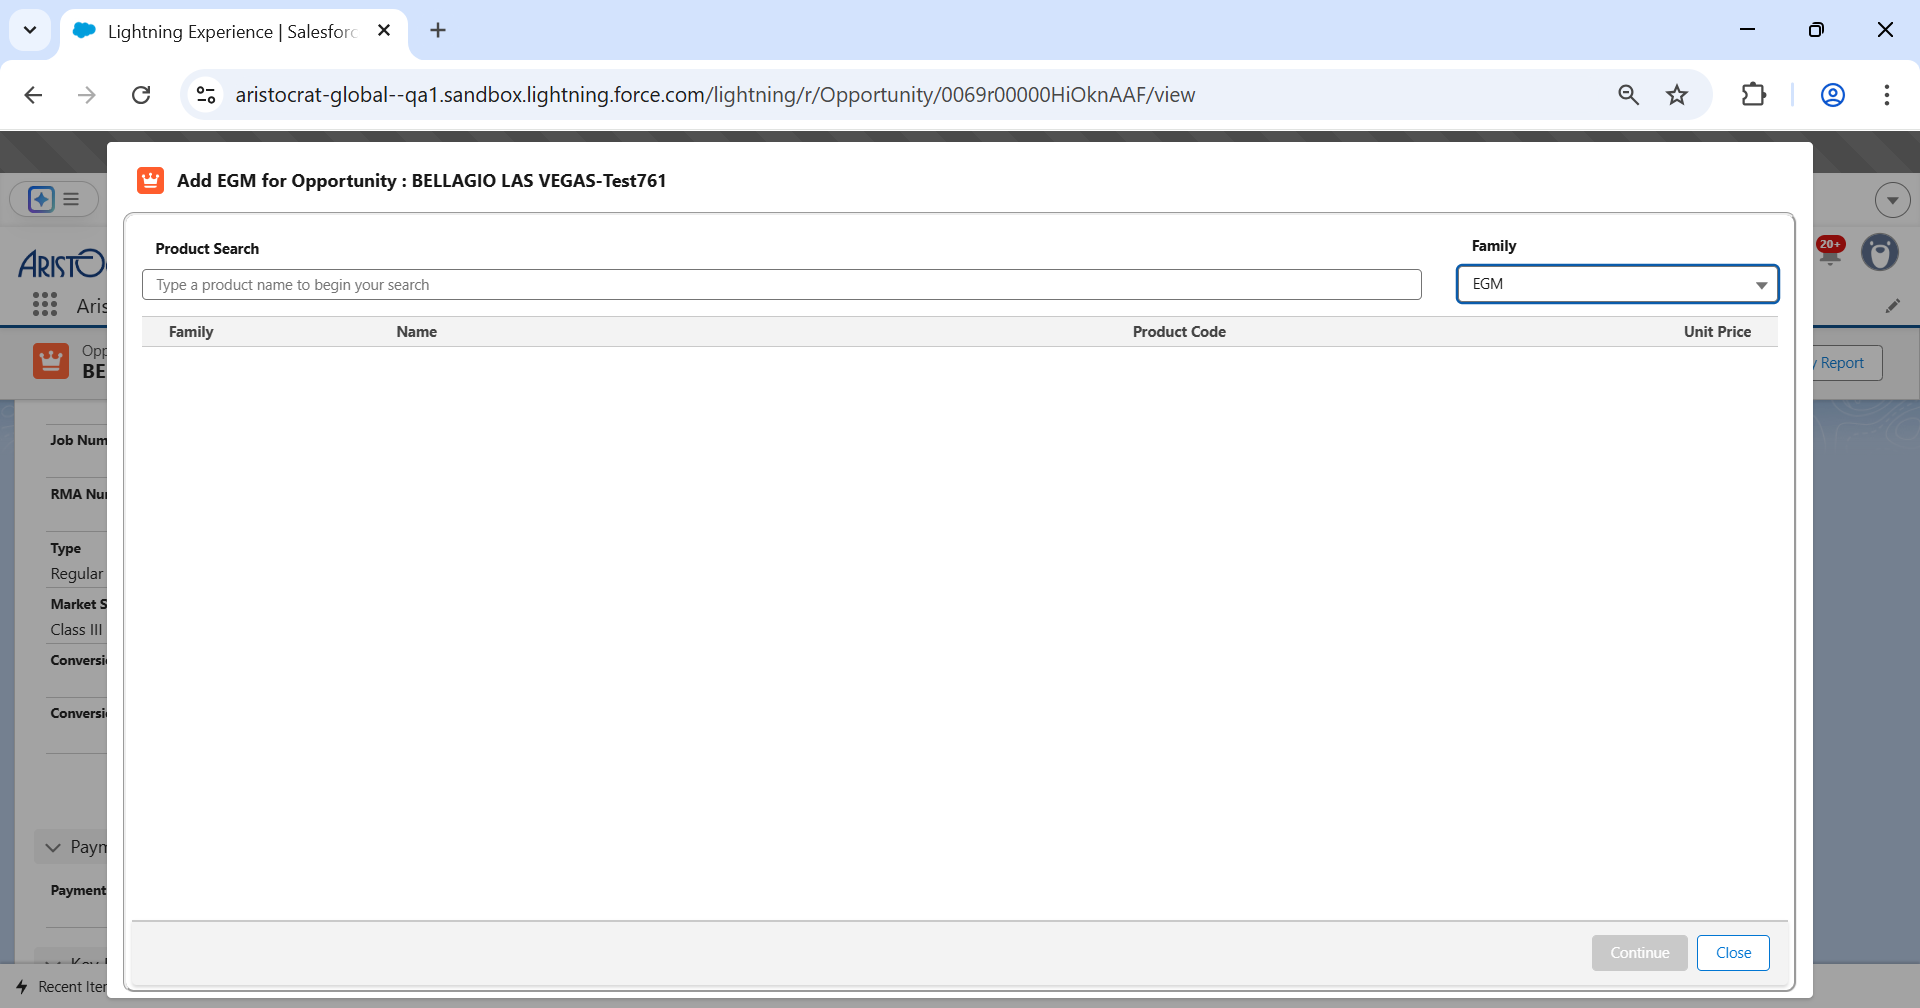 Lightning Experience | Salesforc
aristocrat-global--qa1.sandbox.lightning.force.com/lightning/r/Opportunity/0069r00000HiOknAAF/view
Add EGM for Opportunity : BELLAGIO LAS VEGAS-Test761
Product Search
Family
Type a product name to begin your search
EGM
Family Name Product Code Unit Price
ARISTOC
20+
Aris
Opp
BE
y Report
Job Num
RMA Nu
Type
Regular
Market S
Class III
Conversi
Conversi
Paym
Payment
Key
Continue Close
Recent Iter